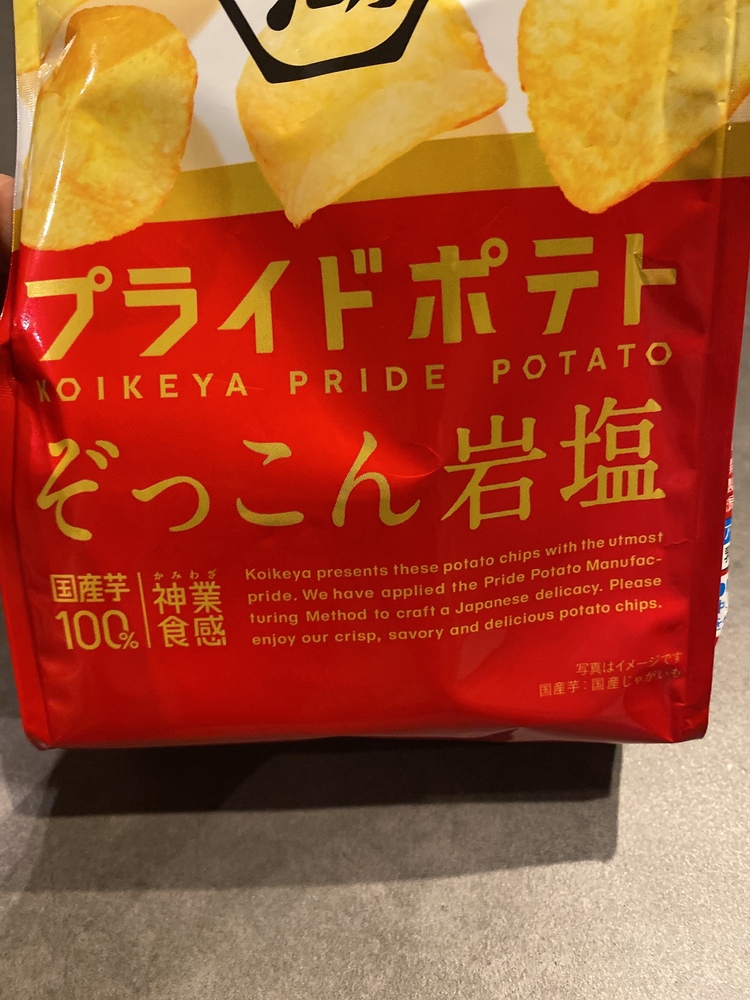 プライドポテト
KOIKEYA PRIDE POTATO
ぞっこん岩塩
国産芋
100%
かみわざ
神業
食感
Koikeya presents these potato chips with the utmost
pride. We have applied the Pride Potato Manufac-
turing Method to craft a Japanese delicacy. Please
enjoy our crisp, savory and delicious potato chips.
写真はイメージです
国産芋：国産じゃがいも